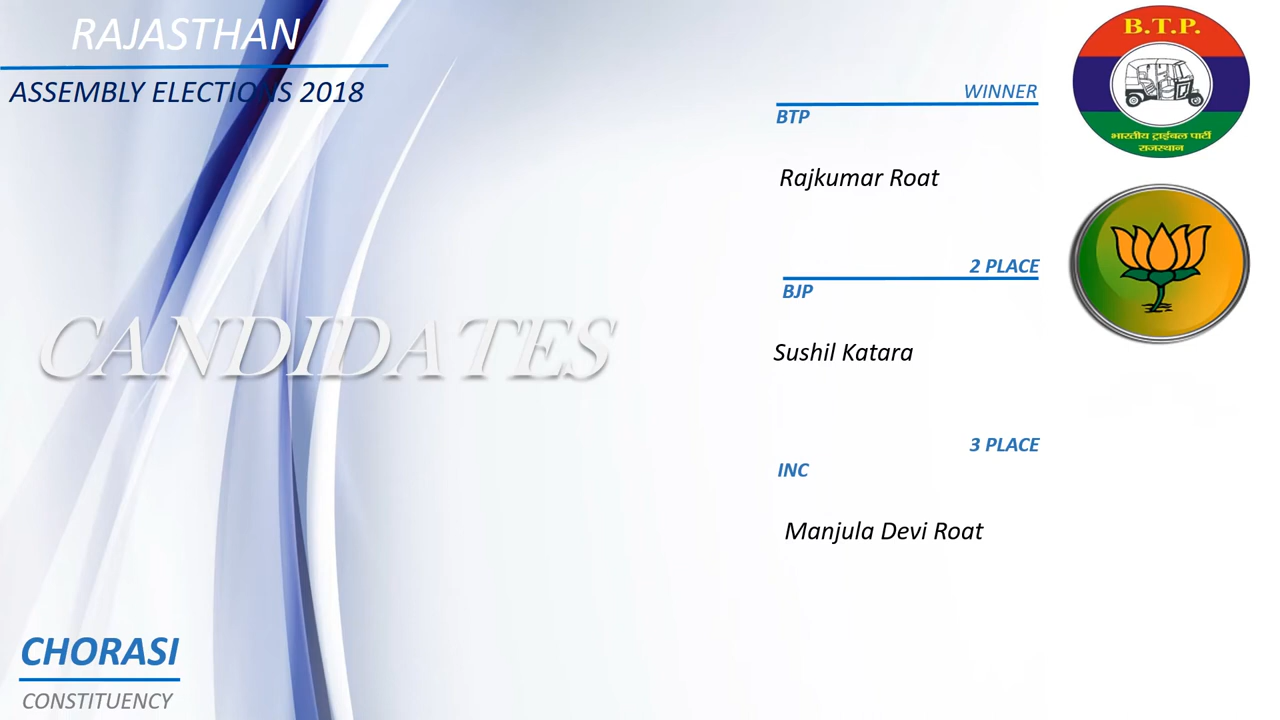 RAJASTHAN
ASSEMBLY ELECTIONS 2018
B.T.P.
भारतीय ट्राईबल पार्टी
राजस्थान
WINNER
BTP
Rajkumar Roat
2 PLACE
BJP
Sushil Katara
CANDIDATES
3 PLACE
INC
Manjula Devi Roat
CHORASI
CONSTITUENCY